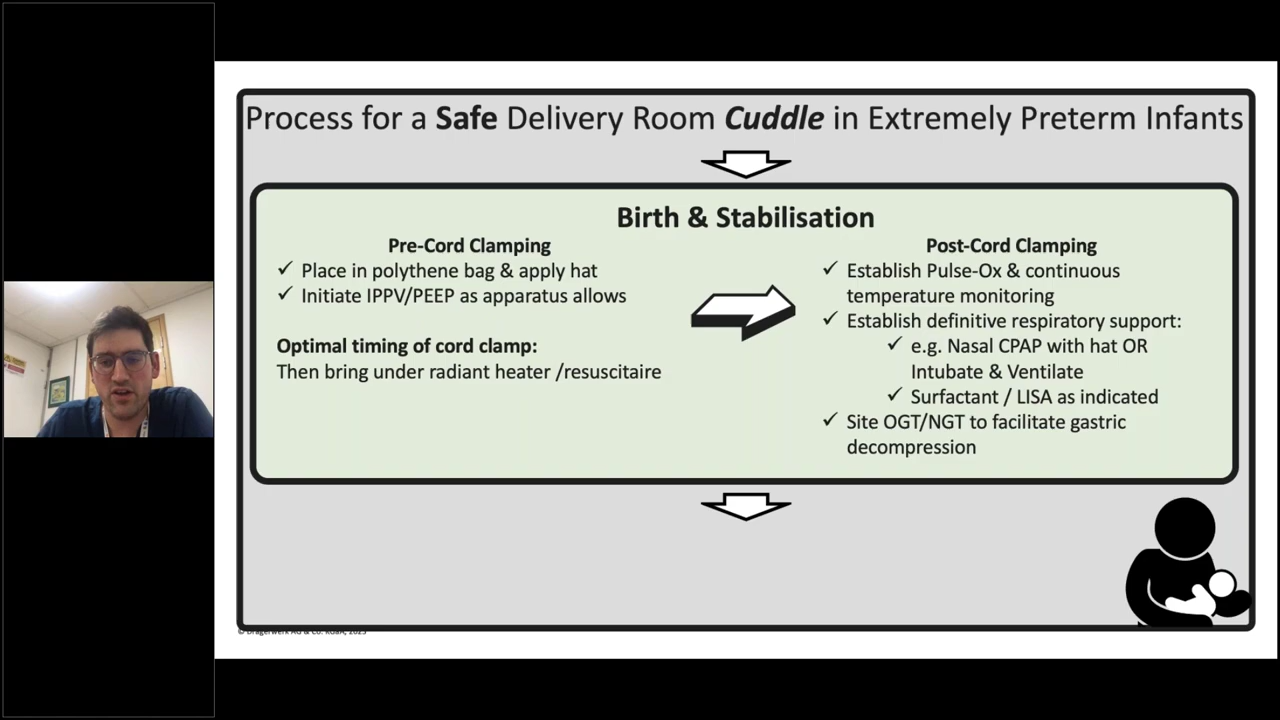 Process for a Safe Delivery Room Cuddle in Extremely Preterm Infants
Birth & Stabilisation
Pre-Cord Clamping
✓ Place in polythene bag & apply hat
✓ Initiate IPPV/PEEP as apparatus allows
Optimal timing of cord clamp:
Then bring under radiant heater /resuscitaire
Post-Cord Clamping
✓ Establish Pulse-Ox & continuous
temperature monitoring
✓ Establish definitive respiratory support:
✓ e.g. Nasal CPAP with hat OR
Intubate & Ventilate
✓ Surfactant / LISA as indicated
✓ Site OGT/NGT to facilitate gastric
decompression